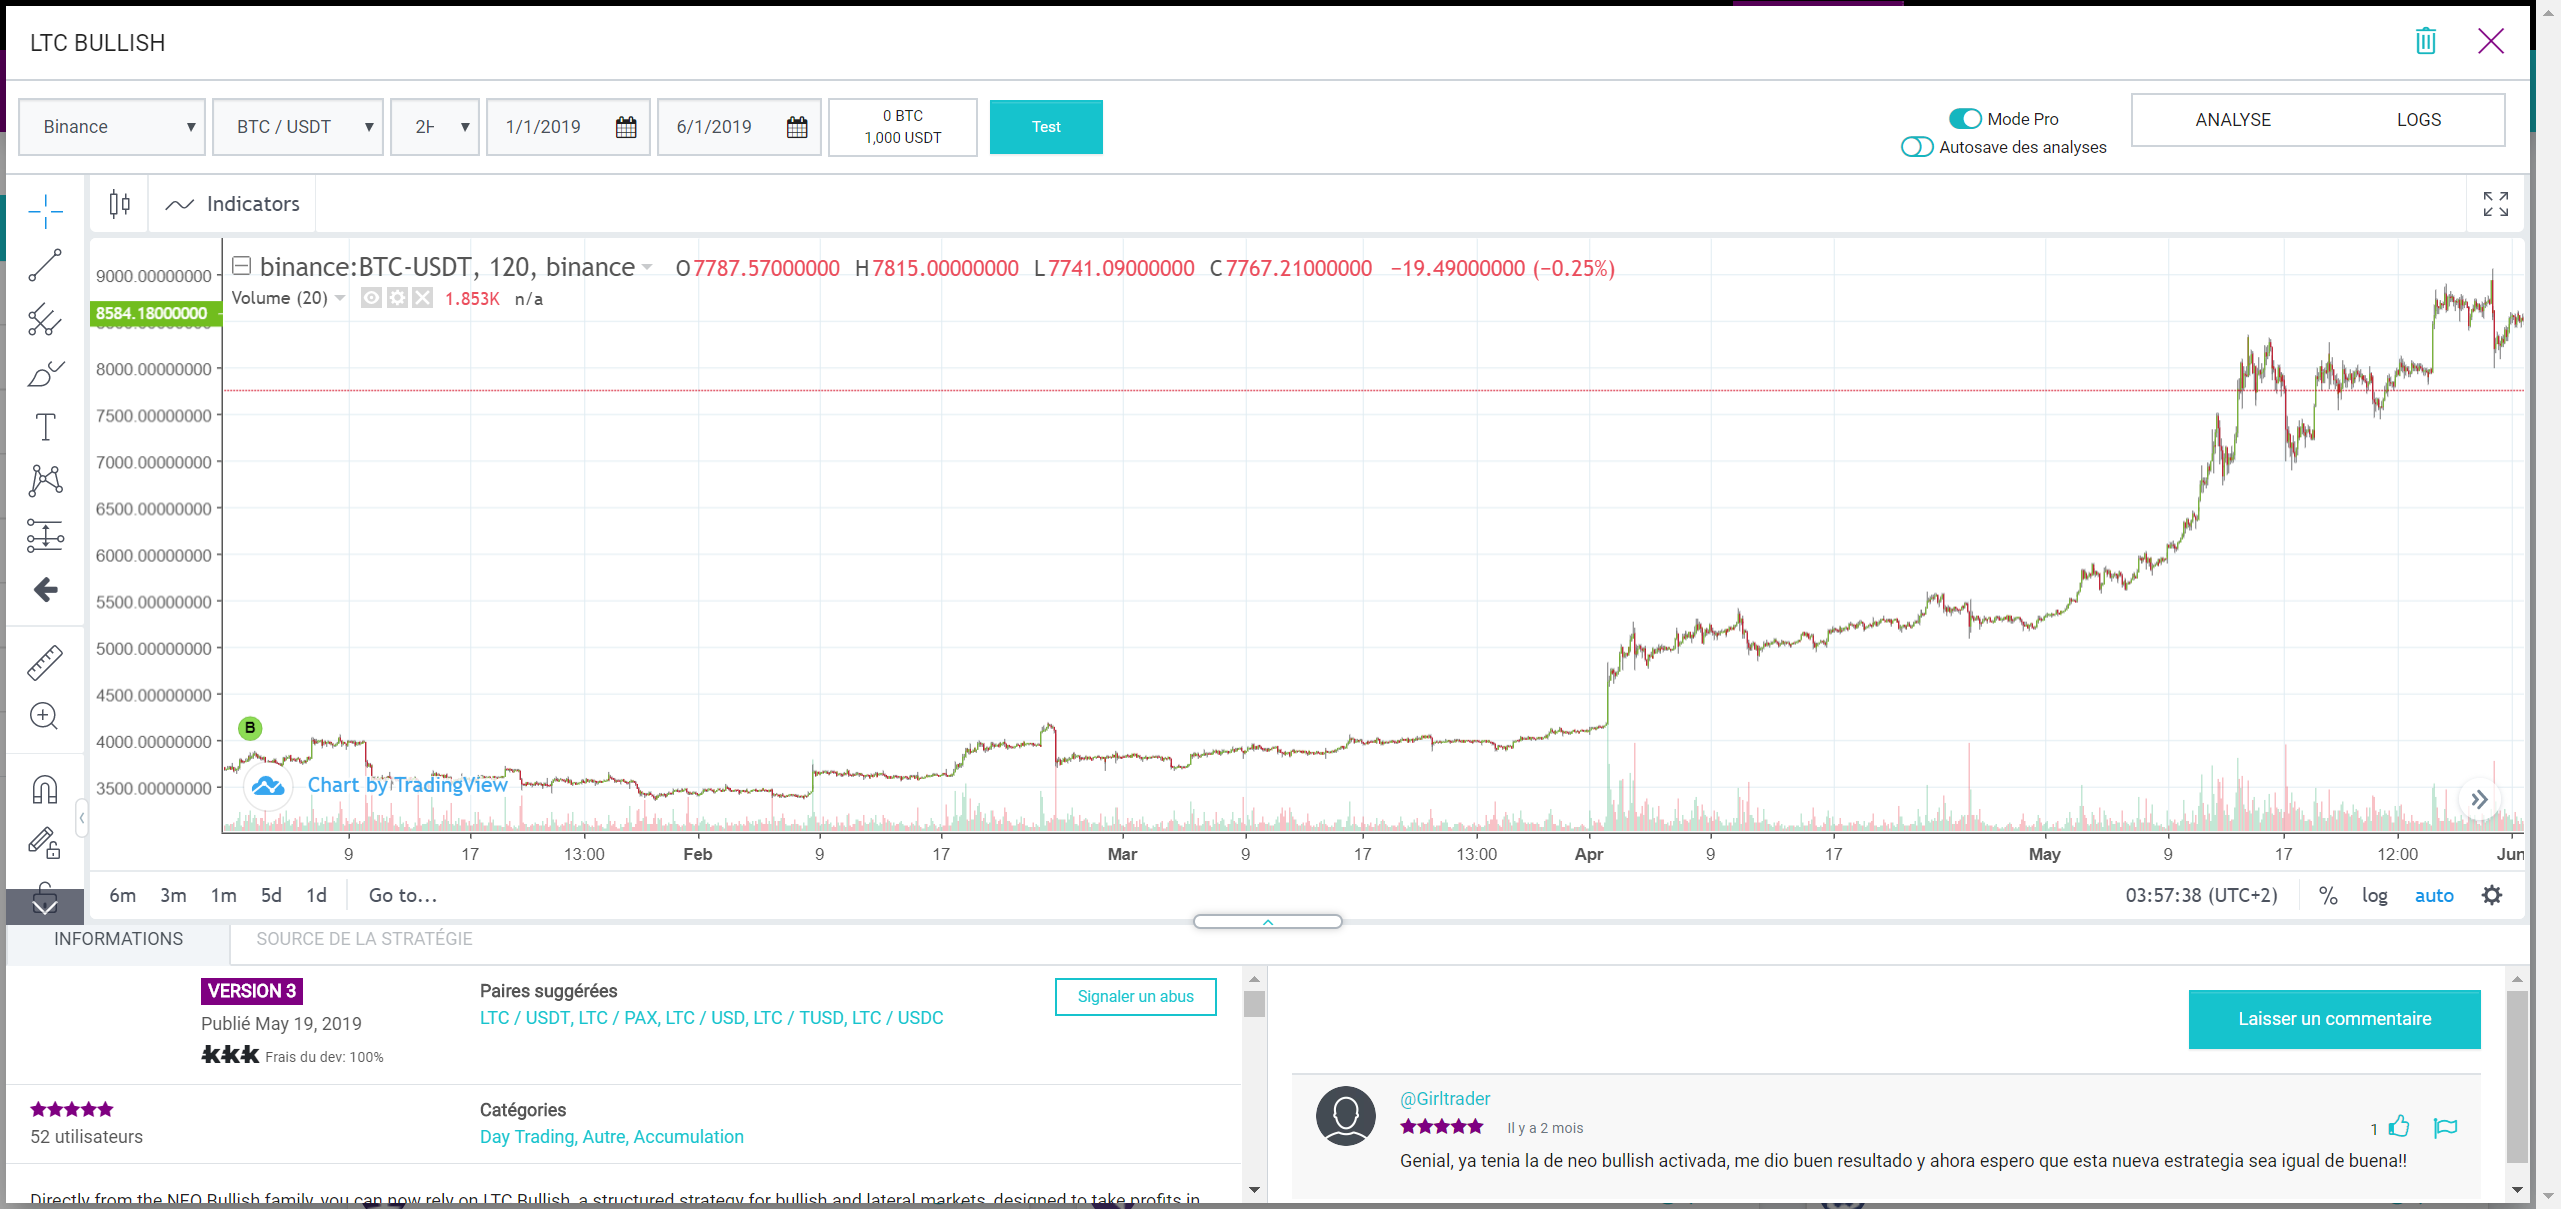 LTC BULLISH
Binance BTC / USDT 2H 1/1/2019 6/1/2019 0 BTC 1,000 USDT Test
Mode Pro
Autosave des analyses
ANALYSE LOGS
Indicators
binance:BTC-USDT, 120, binance O7787.57000000 H7815.00000000 L7741.09000000 C7767.21000000 −19.49000000 (−0.25%)
Volume (20) 1.853K n/a
9000.00000000
8584.18000000
8000.00000000
7500.00000000
7000.00000000
6500.00000000
6000.00000000
5500.00000000
5000.00000000
4500.00000000
4000.00000000
3500.00000000
B
Chart by TradingView
9 17 13:00 Feb 9 17 Mar 9 17 13:00 Apr 9 17 May 9 17 12:00 Jun
6m 3m 1m 5d 1d Go to... 03:57:38 (UTC+2) % log auto
INFORMATIONS SOURCE DE LA STRATÉGIE
VERSION 3
Publié May 19, 2019
Frais du dev: 100%
Paires suggérées
LTC / USDT, LTC / PAX, LTC / USD, LTC / TUSD, LTC / USDC
Signaler un abus
52 utilisateurs
Catégories
Day Trading, Autre, Accumulation
Directly from the NEO Bullish family, you can now rely on LTC Bullish, a structured strategy for bullish and lateral markets, designed to take profits in
Laisser un commentaire
@Girltrader
Il y a 2 mois
1
Genial, ya tenia la de neo bullish activada, me dio buen resultado y ahora espero que esta nueva estrategia sea igual de buena!!